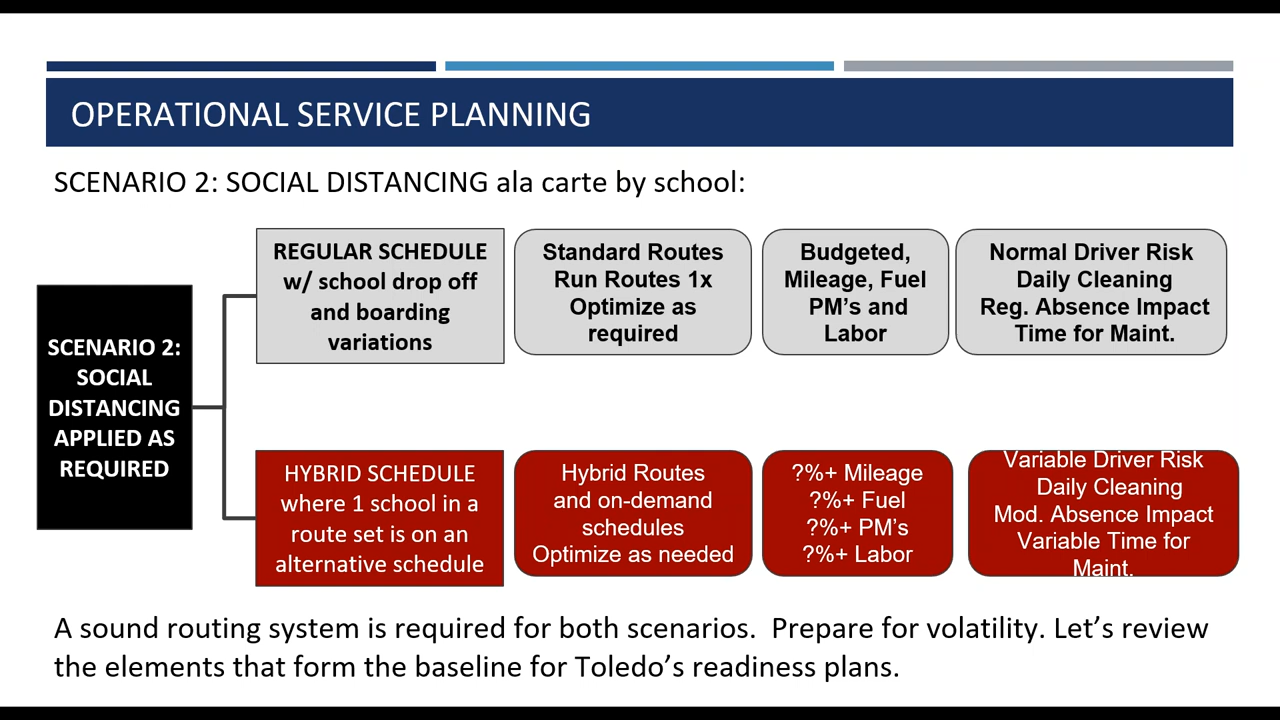 OPERATIONAL SERVICE PLANNING
SCENARIO 2: SOCIAL DISTANCING ala carte by school:
SCENARIO 2:
SOCIAL
DISTANCING
APPLIED AS
REQUIRED
REGULAR SCHEDULE
w/ school drop off
and boarding
variations
Standard Routes
Run Routes 1x
Optimize as
required
Budgeted,
Mileage, Fuel
PM's and
Labor
Normal Driver Risk
Daily Cleaning
Reg. Absence Impact
Time for Maint.
HYBRID SCHEDULE
where 1 school in a
route set is on an
alternative schedule
Hybrid Routes
and on-demand
schedules
Optimize as needed
?%+ Mileage
?%+ Fuel
?%+ PM's
?%+ Labor
Variable Driver Risk
Daily Cleaning
Mod. Absence Impact
Variable Time for
Maint.
A sound routing system is required for both scenarios.  Prepare for volatility. Let's review
the elements that form the baseline for Toledo's readiness plans.